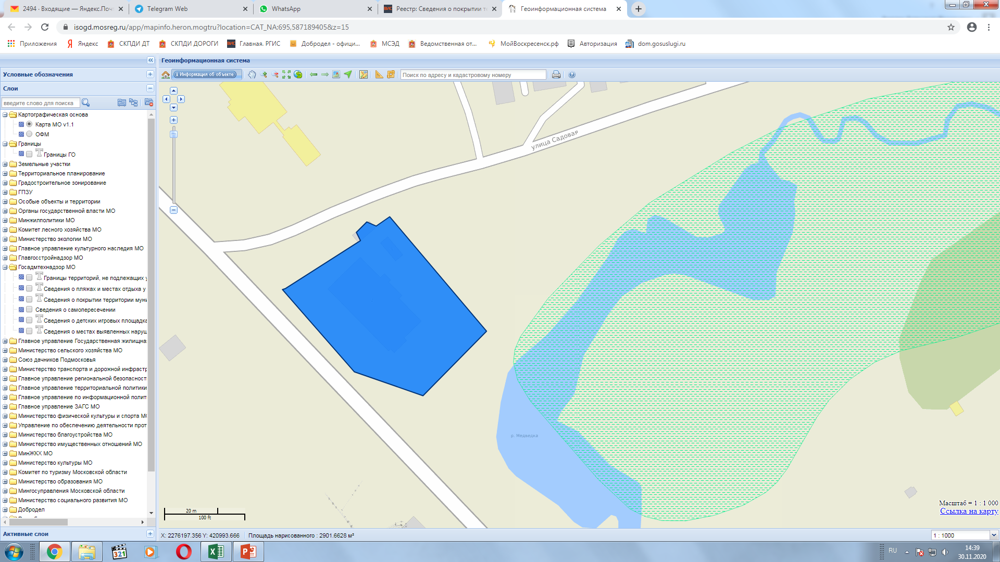 2494 · Входящие — Яндекс.Поч
Telegram Web
WhatsApp
Реестр: Сведения о покрытии т
Геоинформационная система
isogd.mosreg.ru/app/mapinfo.heron.mogtru?location=CAT_NA:695,587189405&z=15
Приложения
Яндекс
СКПДИ ДТ
СКПДИ ДОРОГИ
Главная. РГИС
Добродел - офици...
МСЭД
Ведомственная от...
МойВоскресенск.рф
Авторизация
dom.gosuslugi.ru
Геоинформационная система
Информация об объекте
Поиск по адресу и кадастровому номеру
Условные обозначения
Слои
введите слово для поиска
Картографическая основа
Карта МО v1.1
ОФМ
Границы
Границы ГО
Земельные участки
Территориальное планирование
Градостроительное зонирование
ГПЗУ
Особые объекты и территории
Органы государственной власти МО
Минжилполитики МО
Комитет лесного хозяйства МО
Министерство экологии МО
Главное управление культурного наследия МО
Главгосстройнадзор МО
Госадмтехнадзор МО
Границы территорий, не подлежащих у
Сведения о пляжах и местах отдыха у
Сведения о покрытии территории муни
Сведения о самопересечении
Сведения о детских игровых площадка
Сведения о местах выявленных наруш
Главное управление Государственная жилищна
Министерство сельского хозяйства МО
Союз дачников Подмосковья
Министерство транспорта и дорожной инфрастр
Главное управление региональной безопасност
Главное управление территориальной политики
Главное управление по информационной полит
Главное управление ЗАГС МО
Министерство физической культуры и спорта МО
Управление по обеспечению деятельности прот
Министерство благоустройства МО
Министерство имущественных отношений МО
МинЖКХ МО
Министерство культуры МО
Комитет по туризму Московской области
Министерство образования МО
Мингосуправления Московской области
Министерство социального развития МО
Добродел
Активные слои
улица Садовая
р. Медведка
20 m
100 ft
Масштаб = 1 : 1 000
Ссылка на карту
X: 2276197.356 Y: 420993.666
Площадь нарисованного : 2901.6628 м²
1 : 1000
321
RU
14:39
30.11.2020